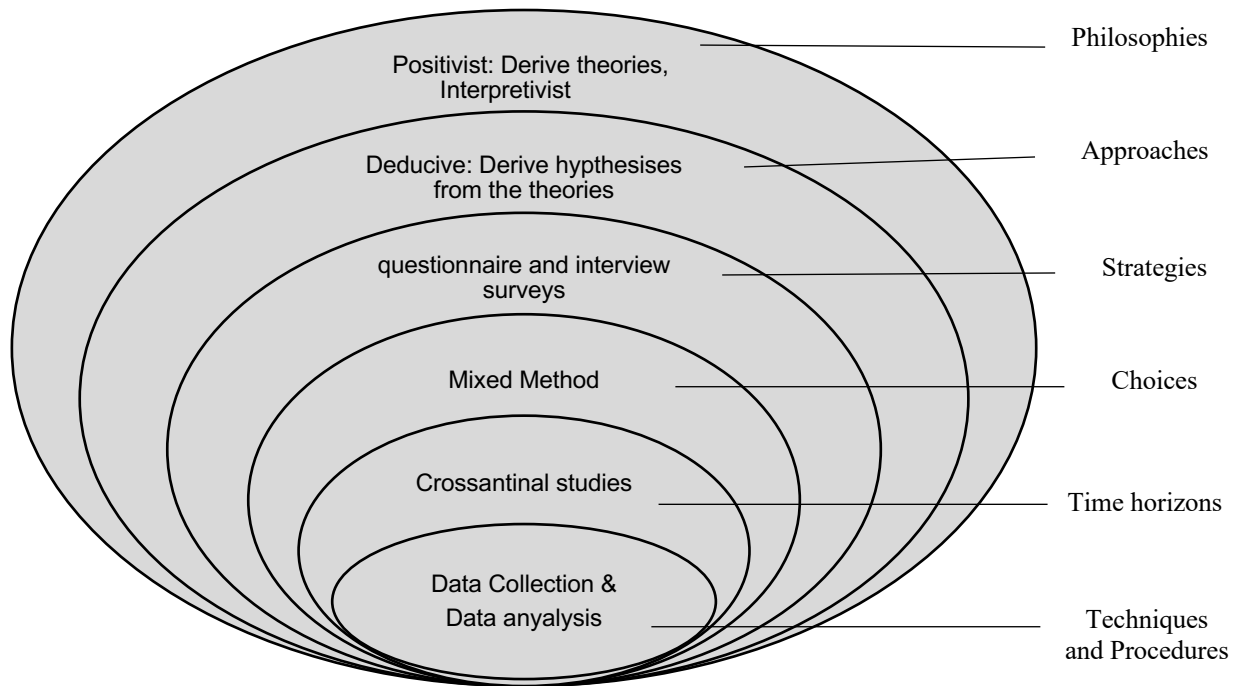 Philosophies
Positivist: Derive theories,
Interpretivist
Approaches
Deducive: Derive hypthesises
from the theories
questionnaire and interview
surveys
Strategies
Mixed Method
Choices
Crossantinal studies
Time horizons
Data Collection &
Data anyalysis
Techniques
and Procedures